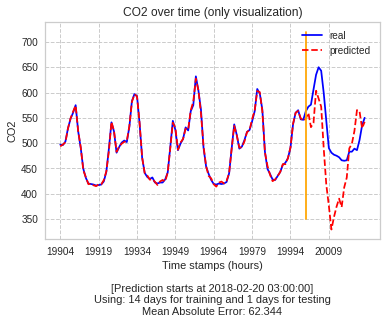 CO2 over time (only visualization)
real
predicted
700
650
600
550
500
450
400
350
CO2
19904 19919 19934 19949 19964 19979 19994 20009
Time stamps (hours)
[Prediction starts at 2018-02-20 03:00:00]
Using: 14 days for training and 1 days for testing
Mean Absolute Error: 62.344